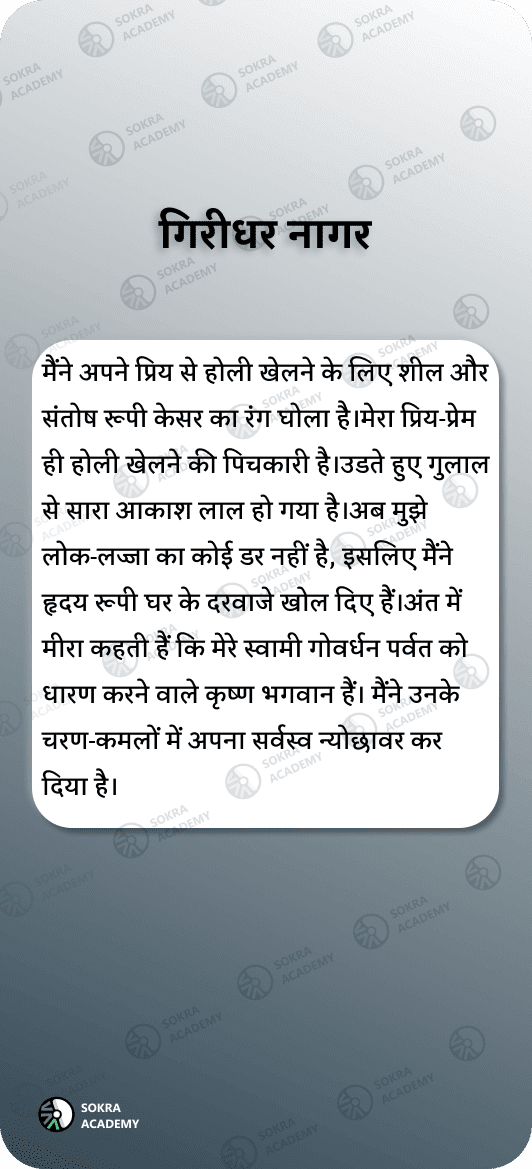 गिरीधर नागर
मैंने अपने प्रिय से होली खेलने के लिए शील और
संतोष रूपी केसर का रंग घोला है।मेरा प्रिय-प्रेम
ही होली खेलने की पिचकारी है।उडते हुए गुलाल
से सारा आकाश लाल हो गया है।अब मुझे
लोक-लज्जा का कोई डर नहीं है, इसलिए मैंने
हृदय रूपी घर के दरवाजे खोल दिए हैं।अंत में
मीरा कहती हैं कि मेरे स्वामी गोवर्धन पर्वत को
धारण करने वाले कृष्ण भगवान हैं। मैंने उनके
चरण-कमलों में अपना सर्वस्व न्योछावर कर
दिया है।
SOKRA
ACADEMY